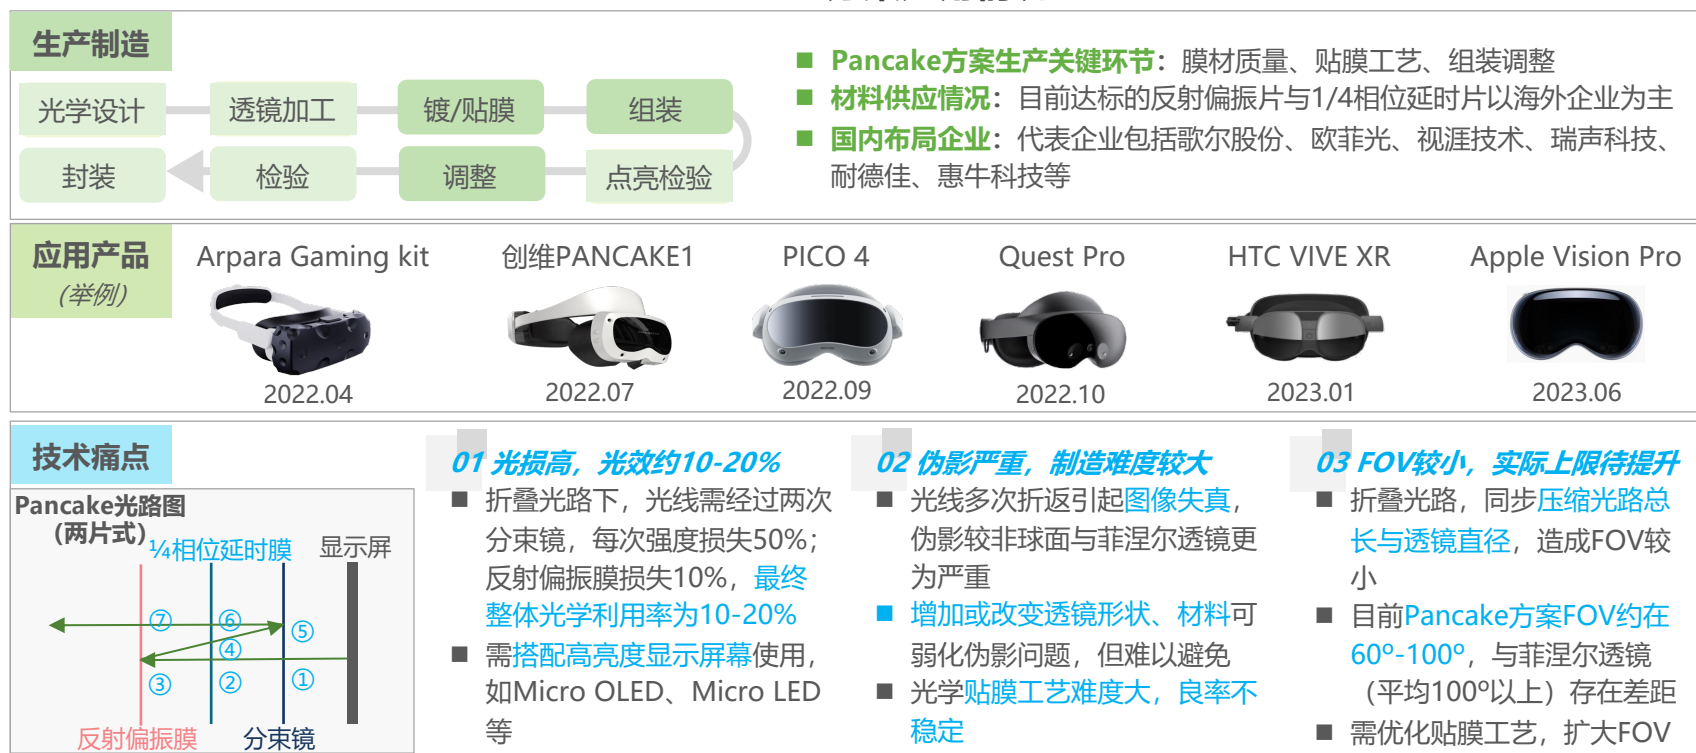 生产制造
光学设计
透镜加工
镀/贴膜
组装
封装
检验
调整
点亮检验
■ Pancake方案生产关键环节：膜材质量、贴膜工艺、组装调整
■ 材料供应情况：目前达标的反射偏振片与1/4相位延时片以海外企业为主
■ 国内布局企业：代表企业包括歌尔股份、欧菲光、视涯技术、瑞声科技、
耐德佳、惠牛科技等
应用产品
(举例)
Arpara Gaming kit
创维PANCAKE1
PICO 4
Quest Pro
HTC VIVE XR
Apple Vision Pro
2022.04
2022.07
2022.09
2022.10
2023.01
2023.06
技术痛点
Pancake光路图
(两片式)
¼相位延时膜
显示屏
⑦
⑥
⑤
④
③
②
①
反射偏振膜
分束镜
01 光损高，光效约10-20%
■ 折叠光路下，光线需经过两次
分束镜，每次强度损失50%；
反射偏振膜损失10%，最终
整体光学利用率为10-20%
■ 需搭配高亮度显示屏幕使用，
如Micro OLED、Micro LED
等
02 伪影严重，制造难度较大
■ 光线多次折返引起图像失真，
伪影较非球面与菲涅尔透镜更
为严重
■ 增加或改变透镜形状、材料可
弱化伪影问题，但难以避免
■ 光学贴膜工艺难度大，良率不
稳定
03 FOV较小，实际上限待提升
■ 折叠光路，同步压缩光路总
长与透镜直径，造成FOV较
小
■ 目前Pancake方案FOV约在
60º-100º，与菲涅尔透镜
（平均100º以上）存在差距
■ 需优化贴膜工艺，扩大FOV